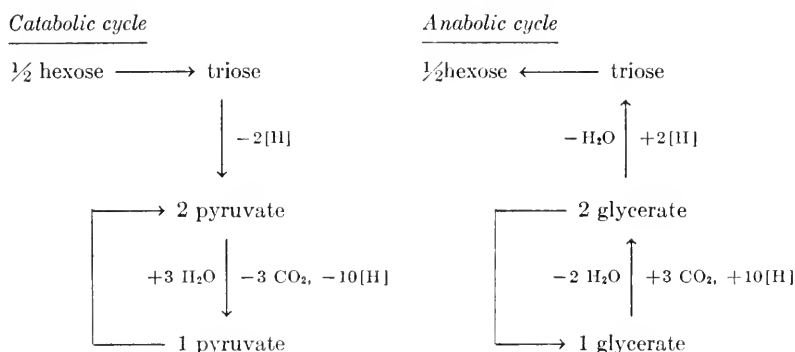 Catabolic cycle
½ hexose ⟶ triose
−2[H]
2 pyruvate
+3 H₂O −3 CO₂, −10[H]
1 pyruvate
Anabolic cycle
½hexose ⟵ triose
−H₂O +2[H]
2 glycerate
−2 H₂O +3 CO₂, +10[H]
1 glycerate